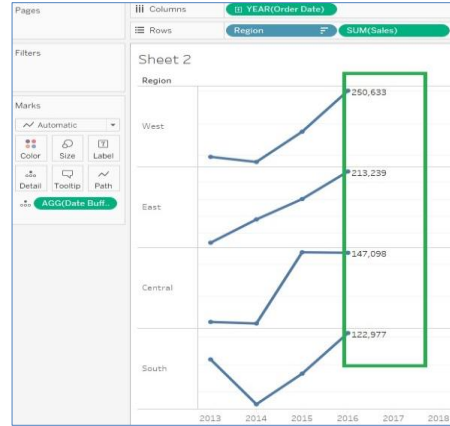 Pages
Columns
YEAR(Order Date)
Rows
Region
SUM(Sales)
Filters
Sheet 2
Region
Marks
Automatic
Color
Size
Label
Detail
Tooltip
Path
AGG(Date Buff..
West
250,633
East
213,239
Central
147,098
South
122,977
2013 2014 2015 2016 2017 2018